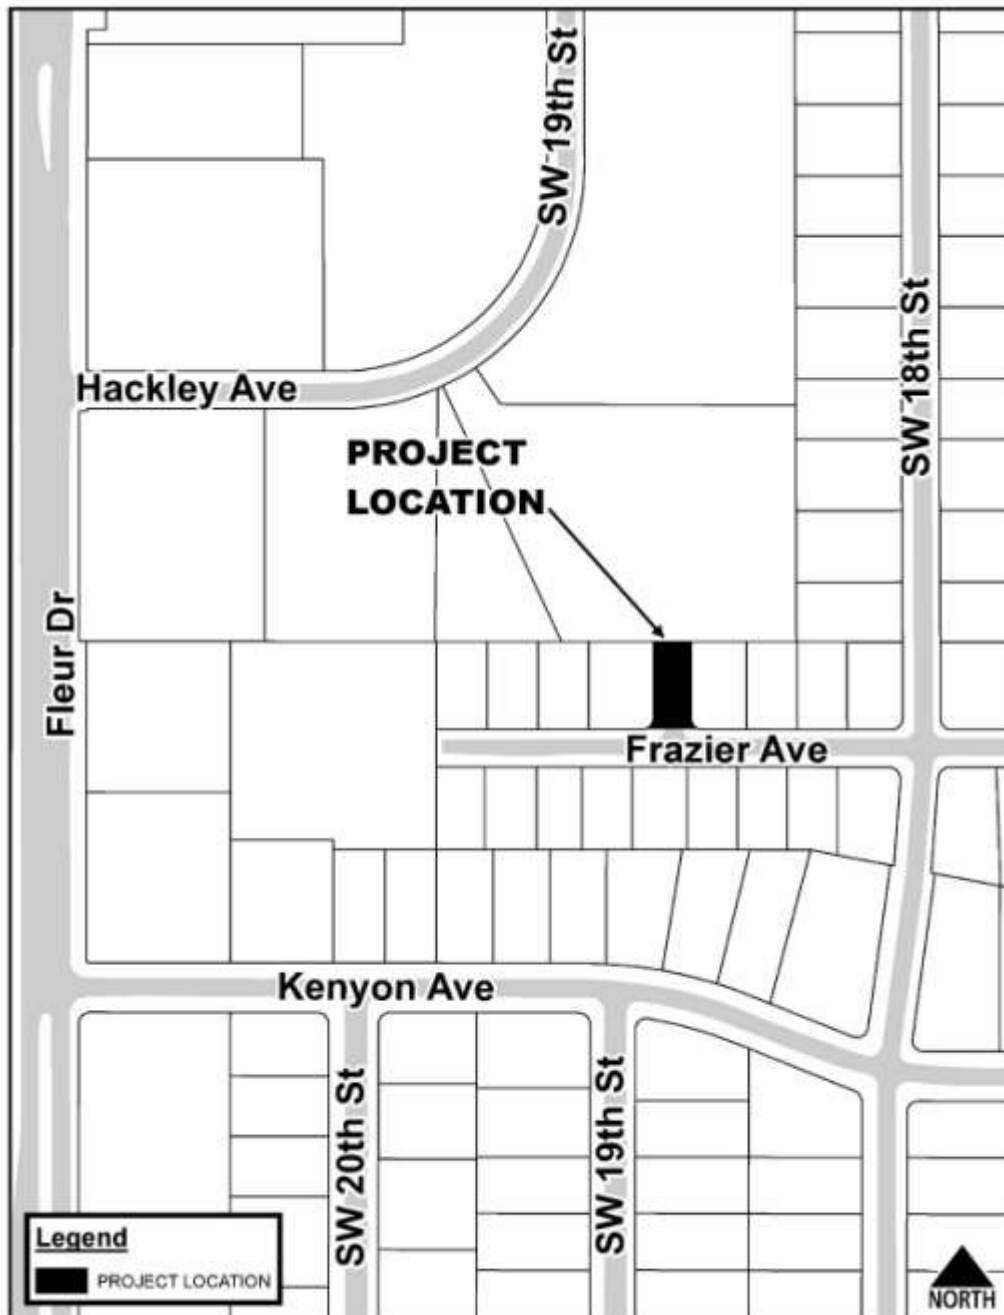 SW 19th St
SW 18th St
Hackley Ave
PROJECT
LOCATION
Fleur Dr
Frazier Ave
Kenyon Ave
SW 20th St
SW 19th St
Legend
PROJECT LOCATION
NORTH